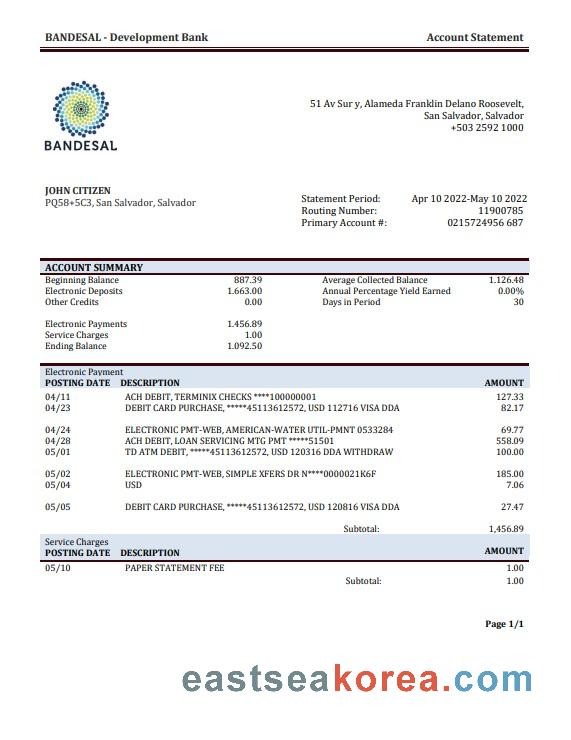 BANDESAL - Development Bank Account Statement
BANDESAL
51 Av Sur y, Alameda Franklin Delano Roosevelt,
San Salvador, Salvador
+503 2592 1000
JOHN CITIZEN
PQ58+5C3, San Salvador, Salvador
Statement Period: Apr 10 2022-May 10 2022
Routing Number: 11900785
Primary Account #: 0215724956 687
ACCOUNT SUMMARY
Beginning Balance 887.39 Average Collected Balance 1.126.48
Electronic Deposits 1.663.00 Annual Percentage Yield Earned 0.00%
Other Credits 0.00 Days in Period 30
Electronic Payments 1.456.89
Service Charges 1.00
Ending Balance 1.092.50
Electronic Payment
POSTING DATE DESCRIPTION AMOUNT
04/11 ACH DEBIT, TERMINIX CHECKS ****100000001 127.33
04/23 DEBIT CARD PURCHASE, *****45113612572, USD 112716 VISA DDA 82.17
04/24 ELECTRONIC PMT-WEB, AMERICAN-WATER UTIL-PMNT 0533284 69.77
04/28 ACH DEBIT, LOAN SERVICING MTG PMT *****51501 558.09
05/01 TD ATM DEBIT, *****45113612572, USD 120316 DDA WITHDRAW 100.00
05/02 ELECTRONIC PMT-WEB, SIMPLE XFERS DR N****0000021K6F 185.00
05/04 USD 7.06
05/05 DEBIT CARD PURCHASE, *****45113612572, USD 120816 VISA DDA 27.47
Subtotal: 1,456.89
Service Charges
POSTING DATE DESCRIPTION AMOUNT
05/10 PAPER STATEMENT FEE 1.00
Subtotal: 1.00
Page 1/1
eastseakorea.com